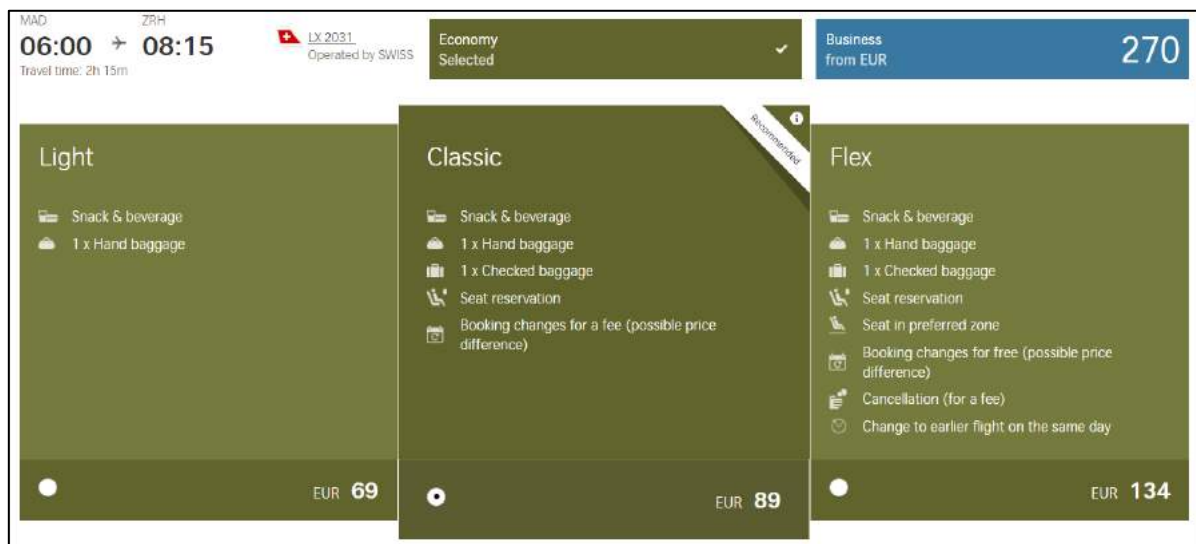 MAD ZRH
06:00 08:15
Travel time: 2h 15m
LX 2031
Operated by SWISS
Economy
Selected
Business
from EUR
270
Light
Snack & beverage
1 x Hand baggage
EUR 69
Recommended
Classic
Snack & beverage
1 x Hand baggage
1 x Checked baggage
Seat reservation
Booking changes for a fee (possible price
difference)
EUR 89
Flex
Snack & beverage
1 x Hand baggage
1 x Checked baggage
Seat reservation
Seat in preferred zone
Booking changes for free (possible price
difference)
Cancellation (for a fee)
Change to earlier flight on the same day
EUR 134